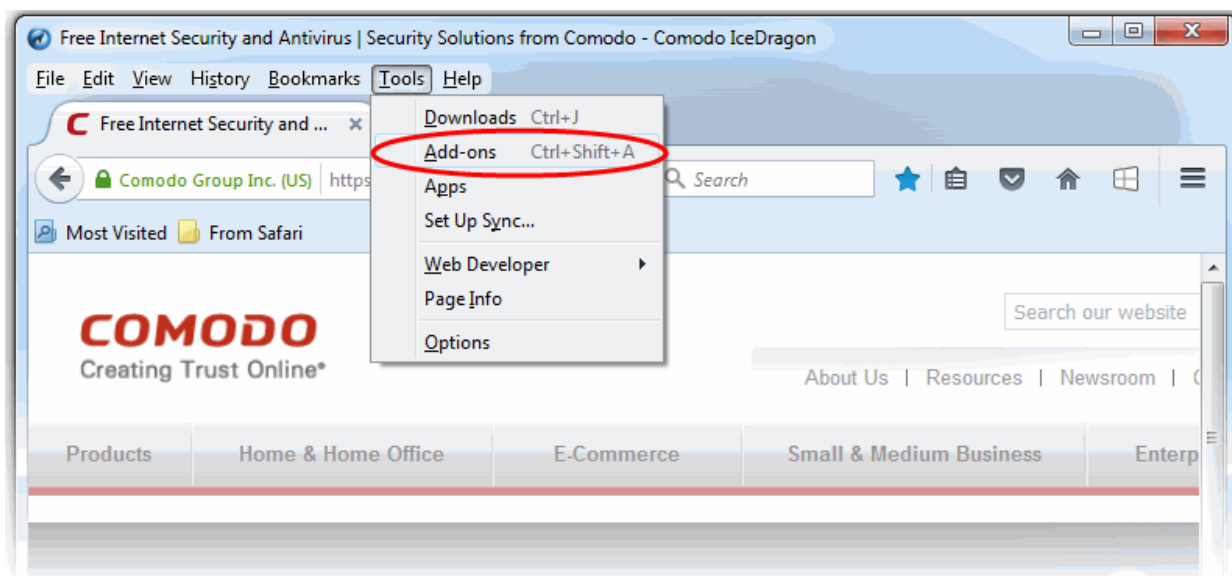 Free Internet Security and Antivirus | Security Solutions from Comodo - Comodo IceDragon
File Edit View History Bookmarks Tools Help
Free Internet Security and ...
Downloads Ctrl+J
Add-ons Ctrl+Shift+A
Comodo Group Inc. (US) https
Search
Apps
Set Up Sync...
Most Visited From Safari
Web Developer
Page Info
Options
Search our website
COMODO
Creating Trust Online®
About Us | Resources | Newsroom |
Products Home & Home Office E-Commerce Small & Medium Business Enterp